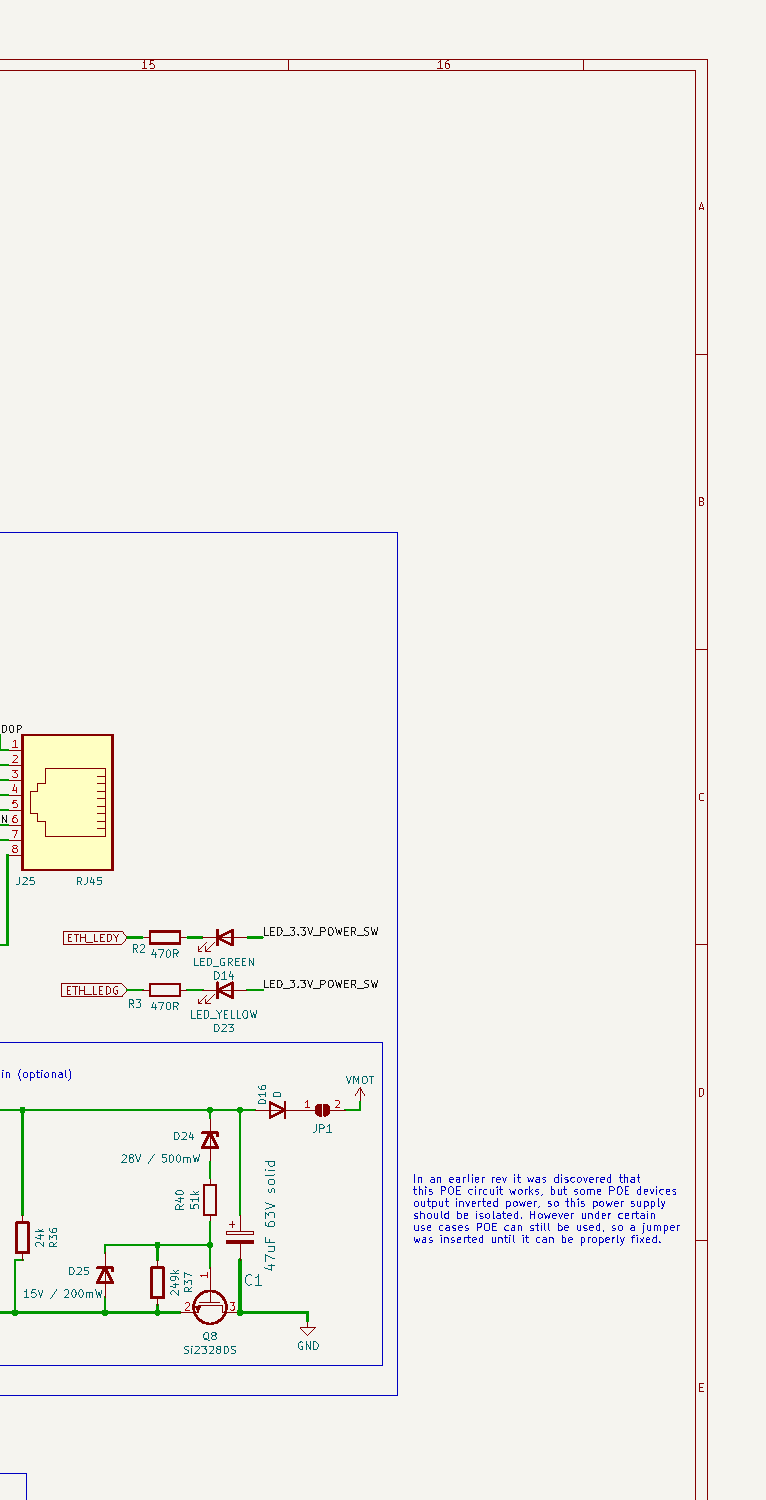 15
16
A
B
DOP
1
2
3
4
5
N 6
7
8
J25
RJ45
C
ETH_LEDY
R2
470R
LED_GREEN
D14
LED_3.3V_POWER_SW
ETH_LEDG
R3
470R
LED_YELLOW
D23
LED_3.3V_POWER_SW
in (optional)
VMOT
D16
D
1
2
JP1
D
D24
28V / 500mW
R40
51k
47uF 63V solid
+
C1
24k
R36
D25
15V / 200mW
249k
R37
1
2
3
Q8
Si2328DS
GND
In an earlier rev it was discovered that
this POE circuit works, but some POE devices
output inverted power, so this power supply
should be isolated. However under certain
use cases POE can still be used, so a jumper
was inserted until it can be properly fixed.
E